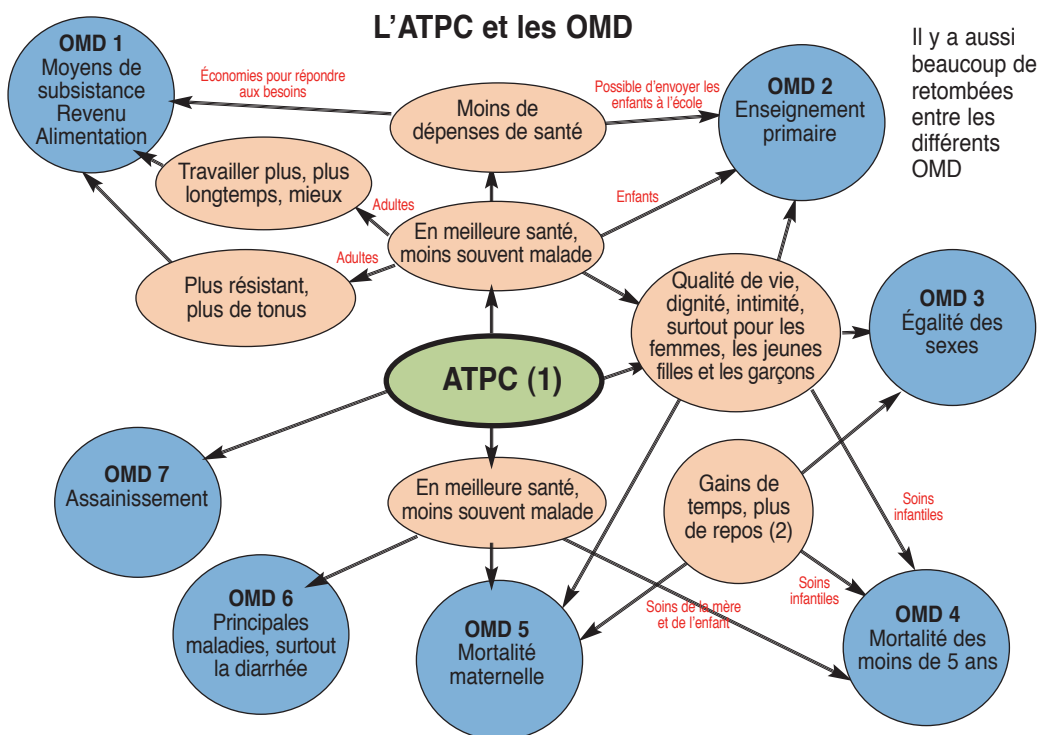 L'ATPC et les OMD
Il y a aussi
beaucoup de
retombées
entre les
différents
OMD
OMD 1
Moyens de
subsistance
Revenu
Alimentation
Économies pour répondre
aux besoins
Moins de
dépenses de santé
Possible d'envoyer les
enfants à l'école
OMD 2
Enseignement
primaire
Travailler plus, plus
longtemps, mieux
Adultes
En meilleure santé,
moins souvent malade
Enfants
Adultes
Plus résistant,
plus de tonus
Qualité de vie,
dignité, intimité,
surtout pour les
femmes, les jeunes
filles et les garçons
OMD 3
Égalité des
sexes
ATPC (1)
OMD 7
Assainissement
En meilleure santé,
moins souvent malade
Gains de
temps, plus
de repos (2)
Soins
infantiles
Soins
infantiles
OMD 6
Principales
maladies, surtout
la diarrhée
OMD 5
Mortalité
maternelle
Soins de la mère
et de l'enfant
OMD 4
Mortalité des
moins de 5 ans